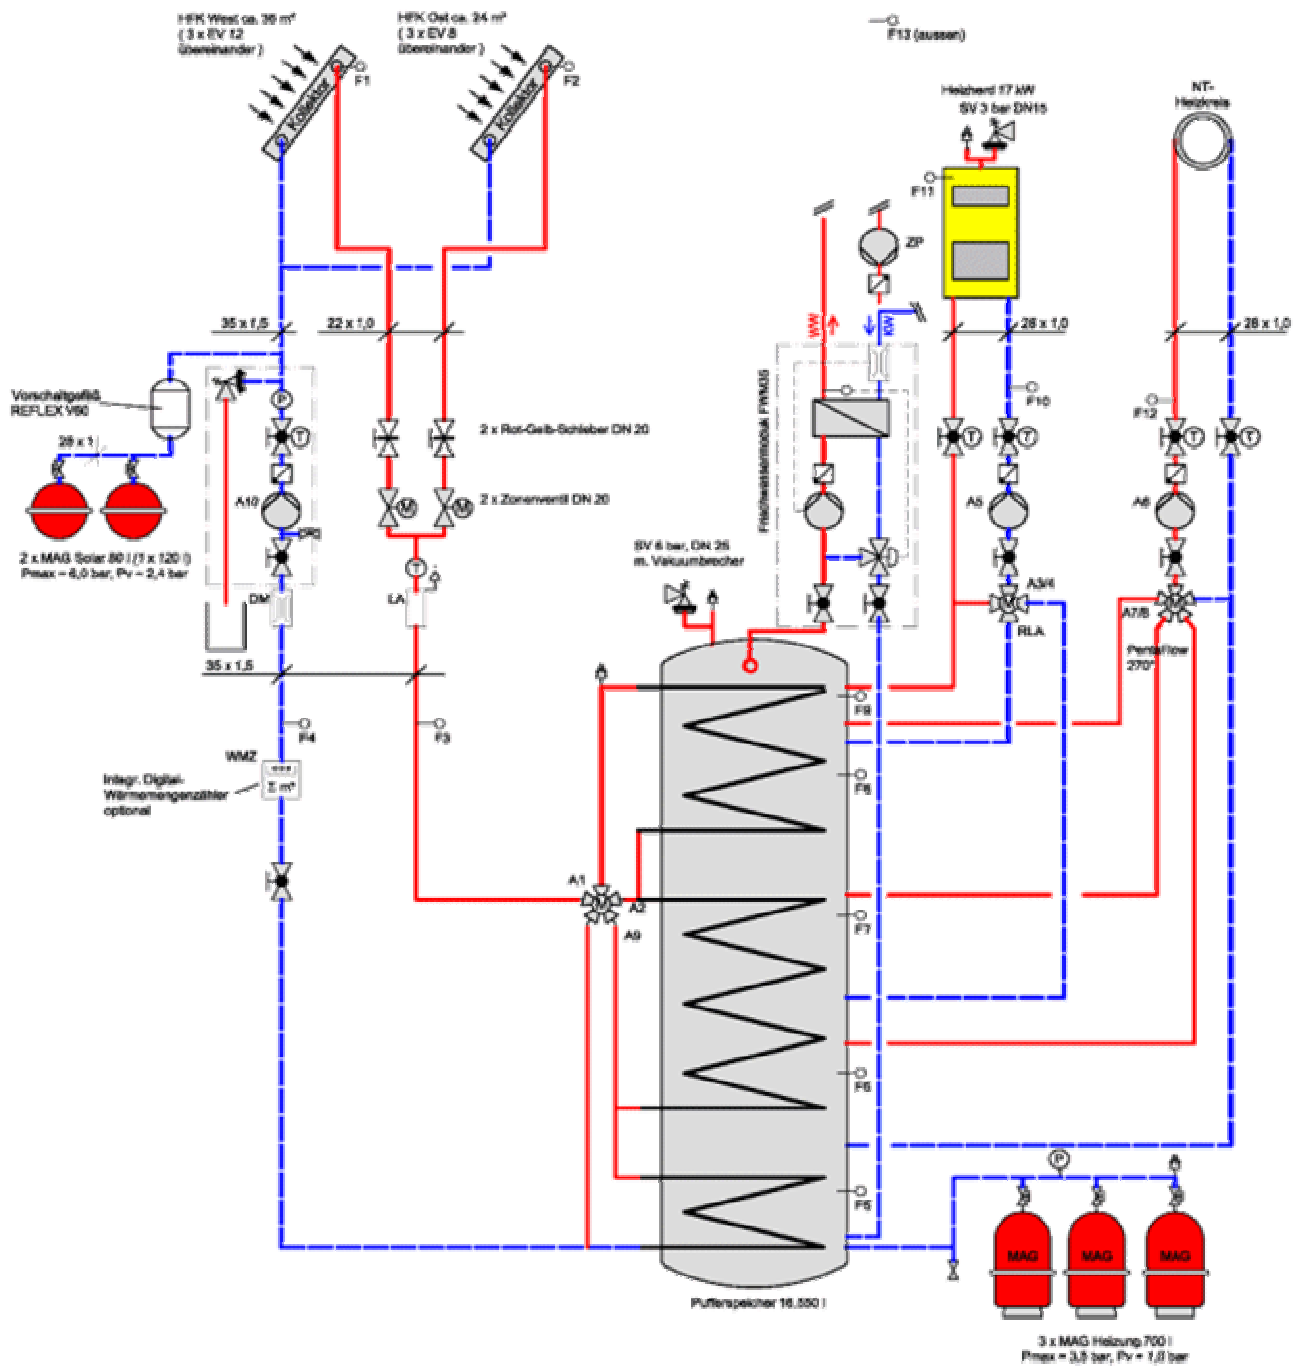 HFK West ca. 36 m²
( 3 x EV 12
übereinander )
HFK Ost ca. 24 m²
( 3 x EV 8
übereinander )
F13 (aussen)
Kollektor
F1
Kollektor
F2
Heizherd 17 kW
SV 3 bar DN15
NT-
Heizkreis
F11
ZP
35 x 1,5
22 x 1,0
WW
KW
28 x 1,0
28 x 1,0
Vorschaltgefäß
REFLEX V60
28 x 1
P
T
A10
2 x Rot-Gelb-Schieber DN 20
M
M
2 x Zonenventil DN 20
Frischwassermodul FWM35
F10
F12
T
T
T
T
A5
A6
2 x MAG Solar 80 l (1 x 120 l)
Pmax = 6,0 bar, Pv = 2,4 bar
DM
T
LA
SV 6 bar, DN 25
m. Vakuumbrecher
A3/4
M
RLA
A7/8
M
PentaFlow
270°
35 x 1,5
F4
F3
F9
F8
WMZ
Σ m³
Integr. Digital-
Wärmemengenzähler
optional
A1
M
A2
A9
F7
F6
F5
P
MAG
MAG
MAG
Pufferspeicher 16.550 l
3 x MAG Heizung 700 l
Pmax = 3,5 bar, Pv = 1,0 bar